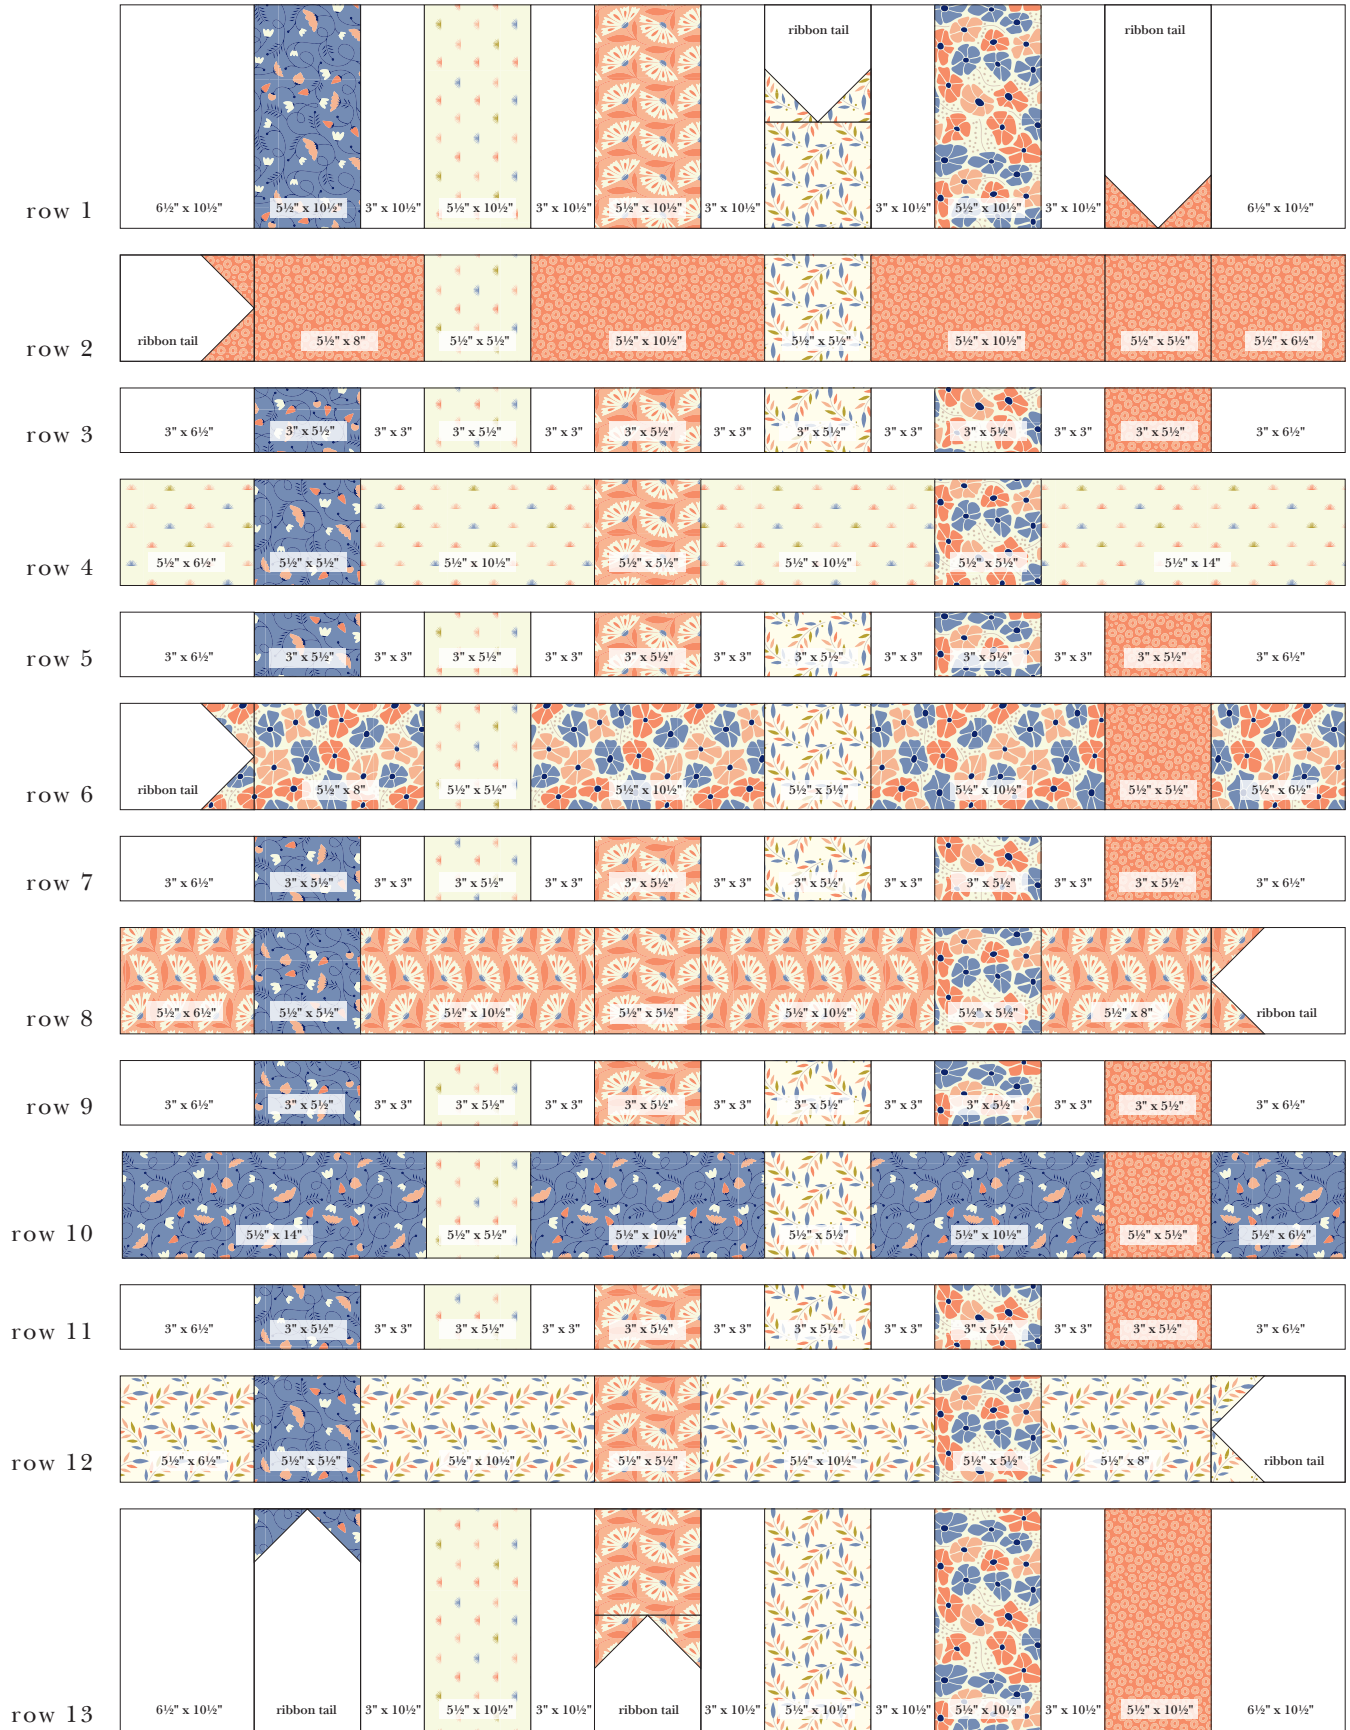 ribbon tail ribbon tail
row 1 6½" x 10½" 5½" x 10½" 3" x 10½" 5½" x 10½" 3" x 10½" 5½" x 10½" 3" x 10½" 3" x 10½" 5½" x 10½" 3" x 10½" 6½" x 10½"
row 2 ribbon tail 5½" x 8" 5½" x 5½" 5½" x 10½" 5½" x 5½" 5½" x 10½" 5½" x 5½" 5½" x 6½"
row 3 3" x 6½" 3" x 5½" 3" x 3" 3" x 5½" 3" x 3" 3" x 5½" 3" x 3" 3" x 5½" 3" x 3" 3" x 5½" 3" x 3" 3" x 5½" 3" x 6½"
row 4 5½" x 6½" 5½" x 5½" 5½" x 10½" 5½" x 5½" 5½" x 10½" 5½" x 5½" 5½" x 14"
row 5 3" x 6½" 3" x 5½" 3" x 3" 3" x 5½" 3" x 3" 3" x 5½" 3" x 3" 3" x 5½" 3" x 3" 3" x 5½" 3" x 3" 3" x 5½" 3" x 6½"
row 6 ribbon tail 5½" x 8" 5½" x 5½" 5½" x 10½" 5½" x 5½" 5½" x 10½" 5½" x 5½" 5½" x 6½"
row 7 3" x 6½" 3" x 5½" 3" x 3" 3" x 5½" 3" x 3" 3" x 5½" 3" x 3" 3" x 5½" 3" x 3" 3" x 5½" 3" x 3" 3" x 5½" 3" x 6½"
row 8 5½" x 6½" 5½" x 5½" 5½" x 10½" 5½" x 5½" 5½" x 10½" 5½" x 5½" 5½" x 8" ribbon tail
row 9 3" x 6½" 3" x 5½" 3" x 3" 3" x 5½" 3" x 3" 3" x 5½" 3" x 3" 3" x 5½" 3" x 3" 3" x 5½" 3" x 3" 3" x 5½" 3" x 6½"
row 10 5½" x 14" 5½" x 5½" 5½" x 10½" 5½" x 5½" 5½" x 10½" 5½" x 5½" 5½" x 6½"
row 11 3" x 6½" 3" x 5½" 3" x 3" 3" x 5½" 3" x 3" 3" x 5½" 3" x 3" 3" x 5½" 3" x 3" 3" x 5½" 3" x 3" 3" x 5½" 3" x 6½"
row 12 5½" x 6½" 5½" x 5½" 5½" x 10½" 5½" x 5½" 5½" x 10½" 5½" x 5½" 5½" x 8" ribbon tail
row 13 6½" x 10½" ribbon tail 3" x 10½" 5½" x 10½" 3" x 10½" ribbon tail 3" x 10½" 5½" x 10½" 3" x 10½" 5½" x 10½" 3" x 10½" 5½" x 10½" 6½" x 10½"